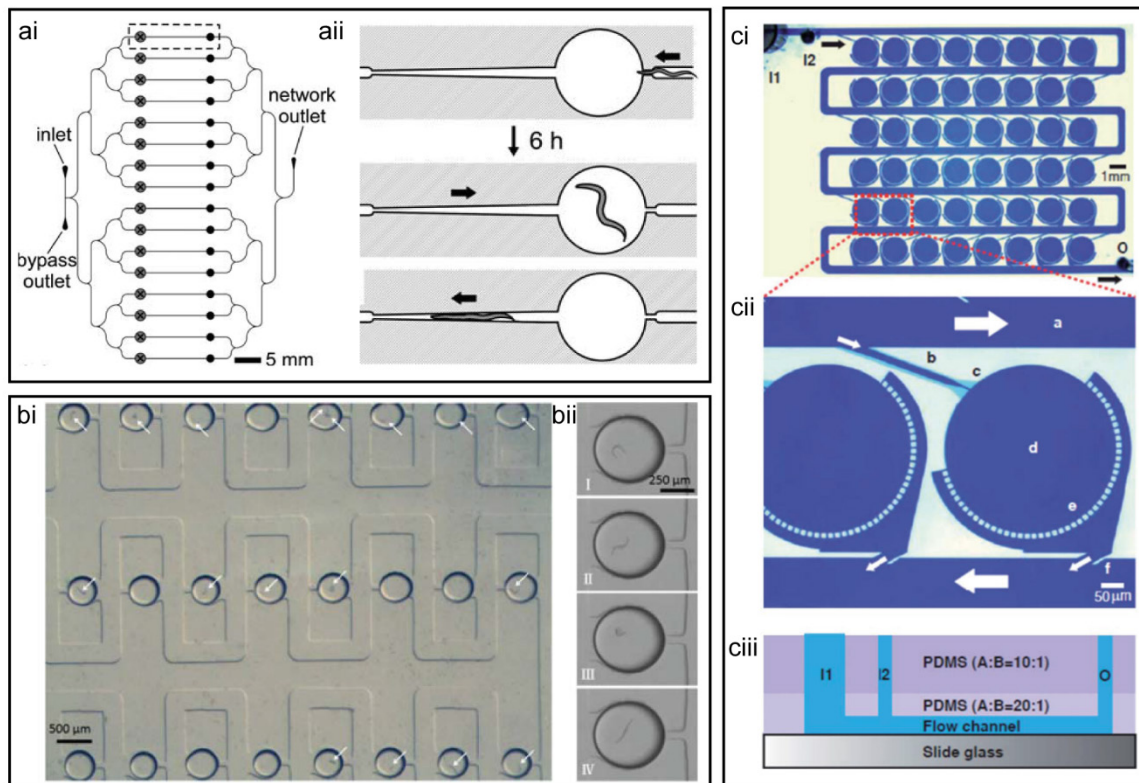 ai
inlet
bypass
outlet
network
outlet
5 mm
aii
6 h
bi
500 μm
bii
I
250 μm
II
III
IV
ci
I1
I2
1mm
O
cii
a
b
c
d
e
f
50μm
ciii
I1
I2
PDMS (A:B=10:1)
O
PDMS (A:B=20:1)
Flow channel
Slide glass